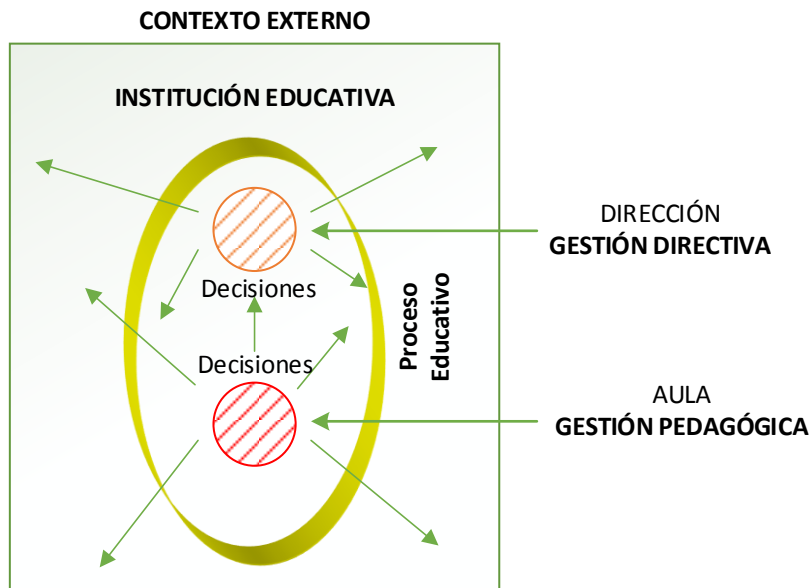 CONTEXTO EXTERNO
INSTITUCIÓN EDUCATIVA
DIRECCIÓN
GESTIÓN DIRECTIVA
Decisiones
Proceso
Educativo
Decisiones
AULA
GESTIÓN PEDAGÓGICA